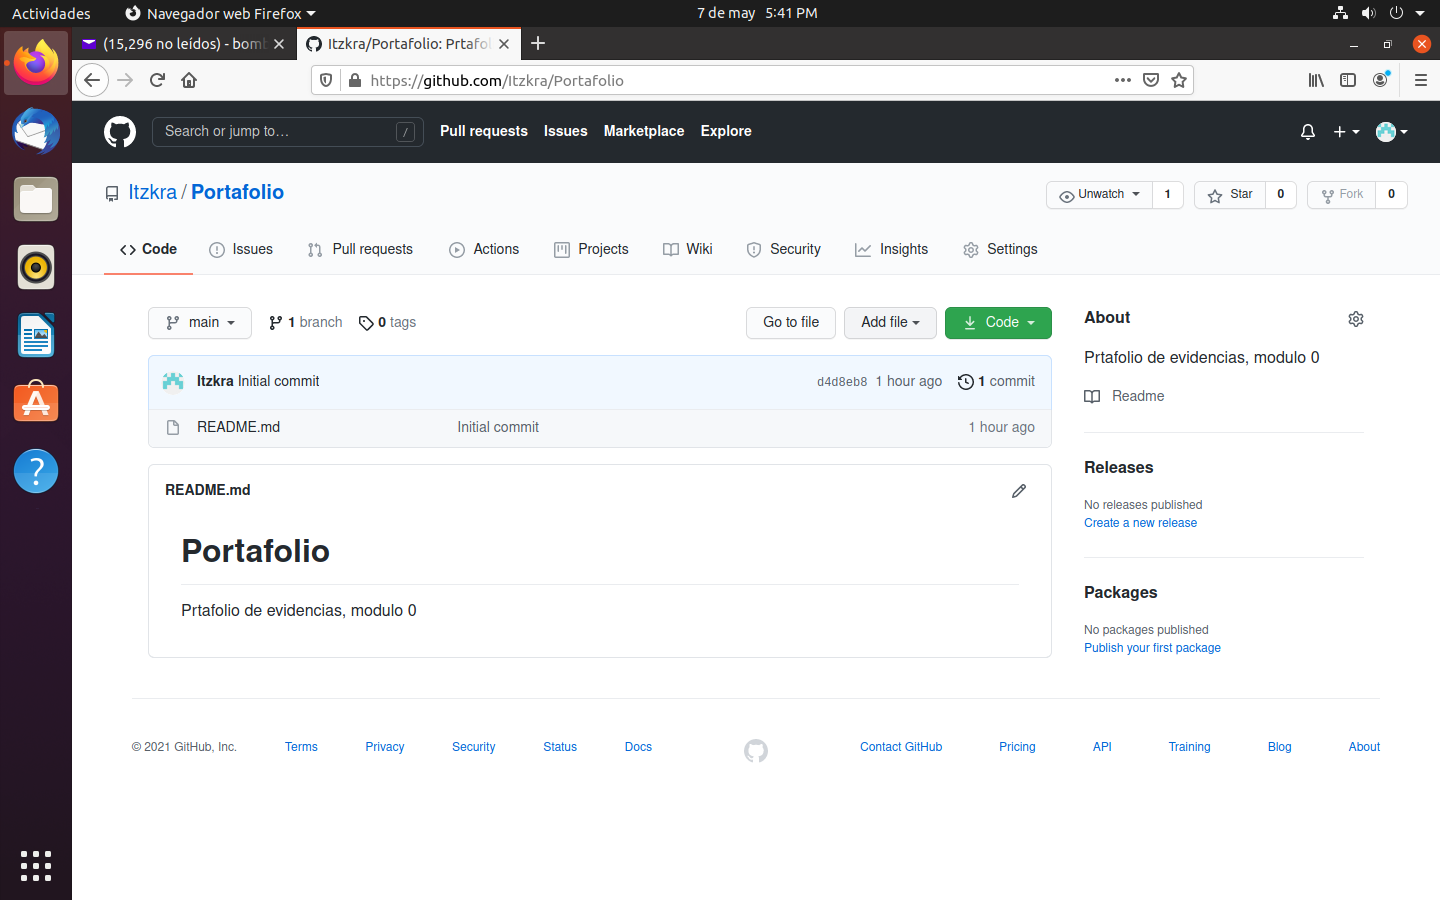 Actividades Navegador web Firefox 7 de may 5:41 PM
(15,296 no leídos) - bomb Itzkra/Portafolio: Prtafol
https://github.com/Itzkra/Portafolio
Search or jump to… / Pull requests Issues Marketplace Explore
Itzkra / Portafolio Unwatch 1 Star 0 Fork 0
Code Issues Pull requests Actions Projects Wiki Security Insights Settings
main 1 branch 0 tags Go to file Add file Code
Itzkra Initial commit d4d8eb8 1 hour ago 1 commit
README.md Initial commit 1 hour ago
README.md
Portafolio
Prtafolio de evidencias, modulo 0
About
Prtafolio de evidencias, modulo 0
Readme
Releases
No releases published
Create a new release
Packages
No packages published
Publish your first package
© 2021 GitHub, Inc. Terms Privacy Security Status Docs Contact GitHub Pricing API Training Blog About